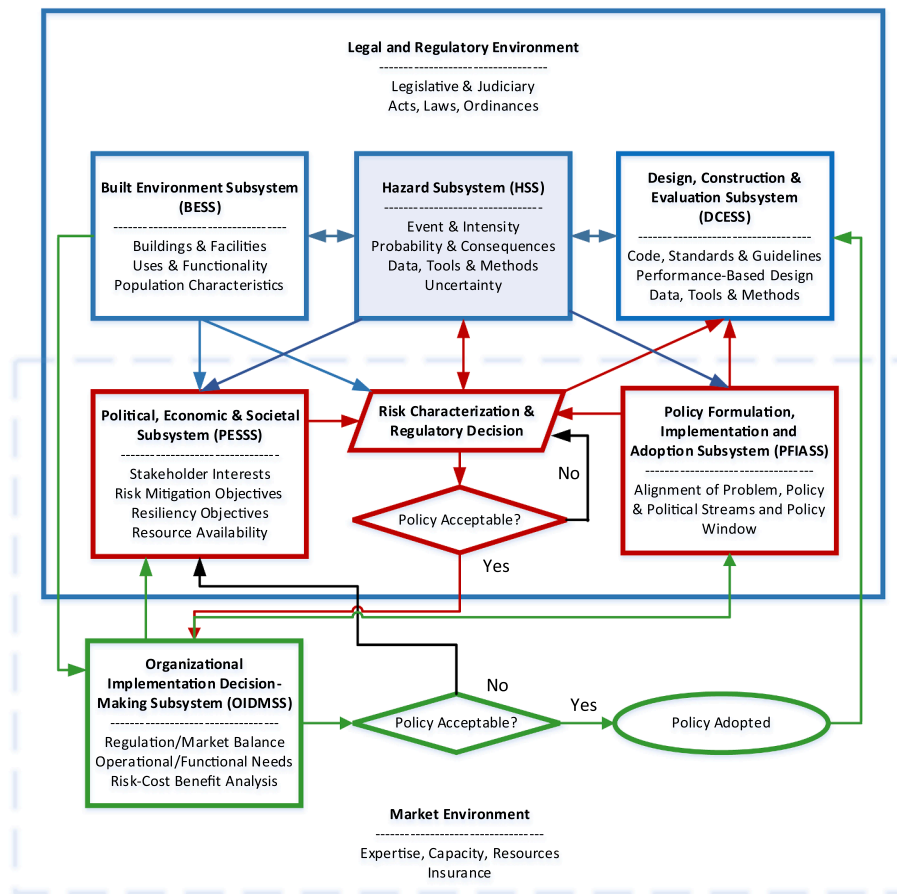 Legal and Regulatory Environment
---------------------------------
Legislative & Judiciary
Acts, Laws, Ordinances
Built Environment Subsystem
(BESS)
---------------------------------
Buildings & Facilities
Uses & Functionality
Population Characteristics
Hazard Subsystem (HSS)
---------------------------------
Event & Intensity
Probability & Consequences
Data, Tools & Methods
Uncertainty
Design, Construction &
Evaluation Subsystem
(DCESS)
---------------------------------
Code, Standards & Guidelines
Performance-Based Design
Data, Tools & Methods
Political, Economic & Societal
Subsystem (PESSS)
---------------------------------
Stakeholder Interests
Risk Mitigation Objectives
Resiliency Objectives
Resource Availability
Risk Characterization &
Regulatory Decision
Policy Formulation,
Implementation and
Adoption Subsystem (PFIASS)
---------------------------------
Alignment of Problem, Policy
& Political Streams and Policy
Window
No
Policy Acceptable?
Yes
Organizational
Implementation Decision-
Making Subsystem (OIDMSS)
---------------------------------
Regulation/Market Balance
Operational/Functional Needs
Risk-Cost Benefit Analysis
No
Policy Acceptable?
Yes
Policy Adopted
Market Environment
---------------------------------
Expertise, Capacity, Resources
Insurance